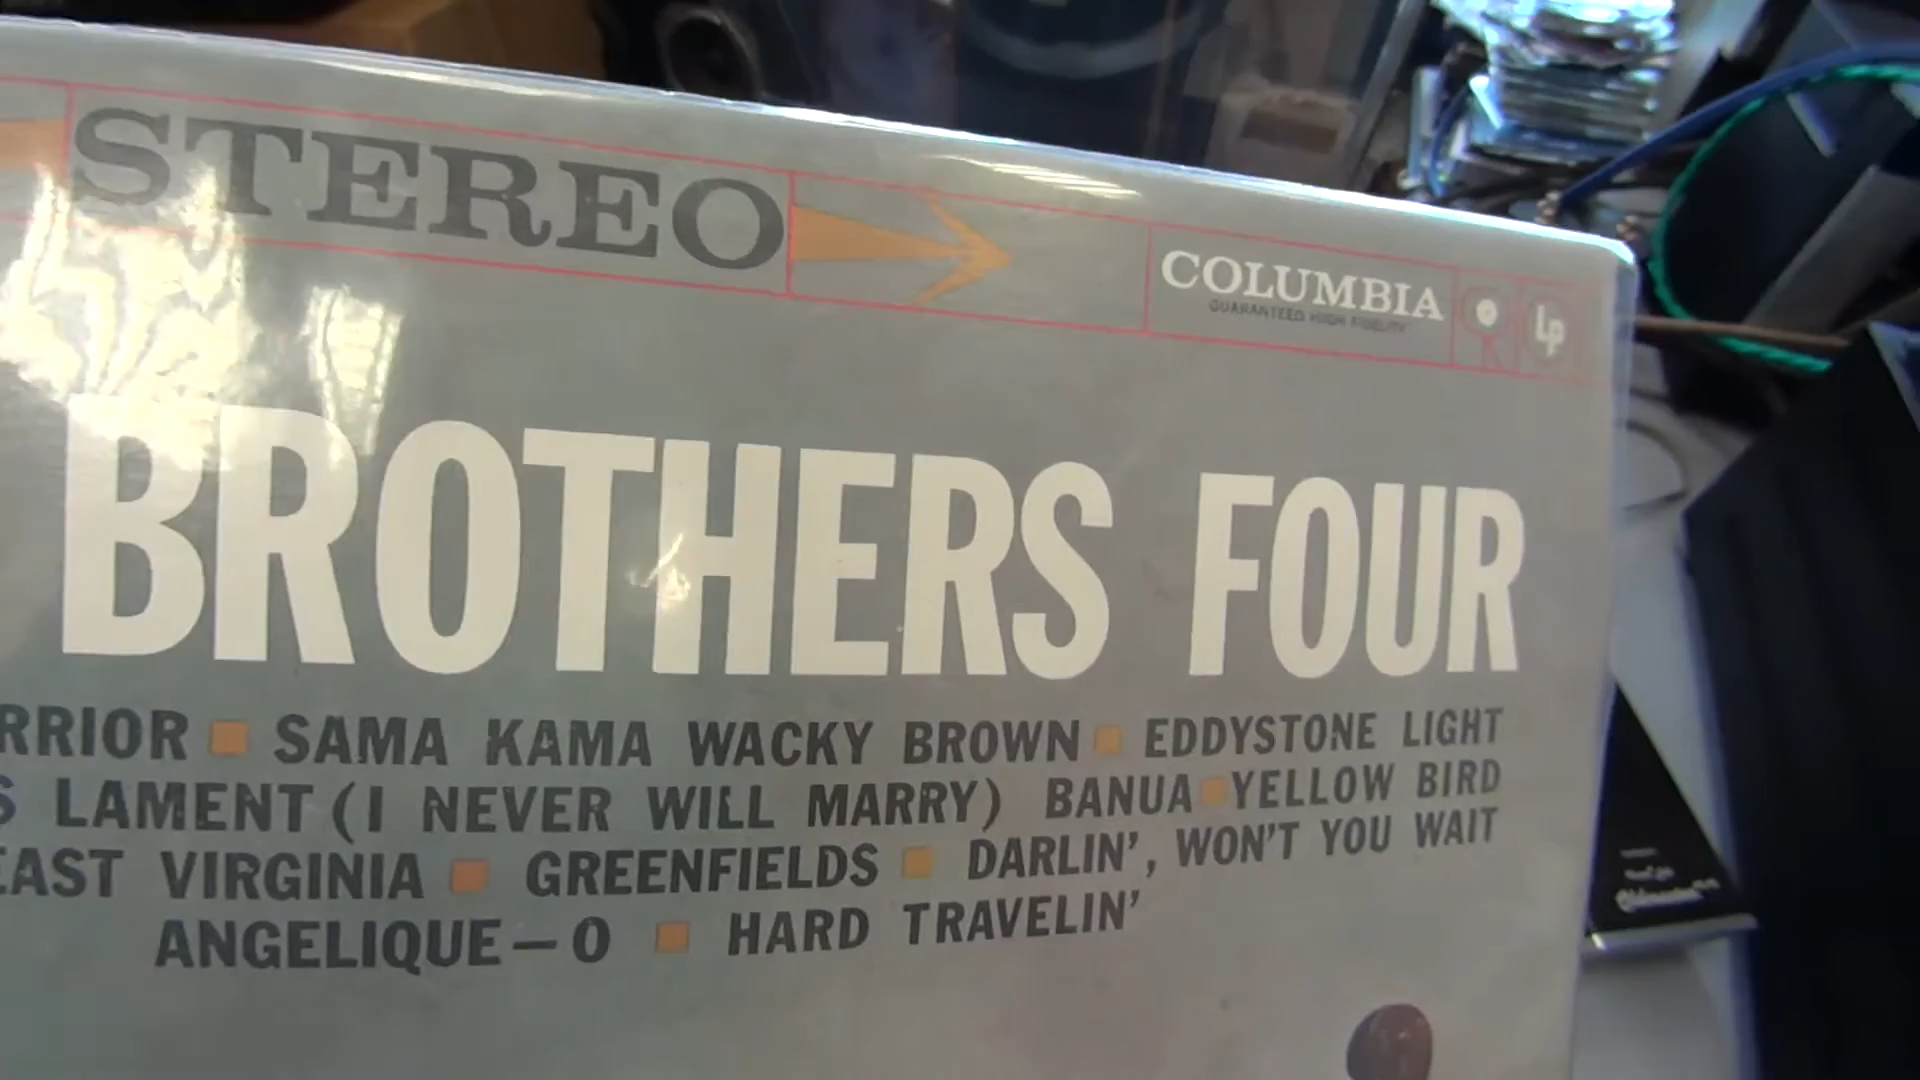 STEREO
COLUMBIA
GUARANTEED HIGH FIDELITY
Lp
BROTHERS FOUR
RRIOR ▪ SAMA KAMA WACKY BROWN ▪ EDDYSTONE LIGHT
S LAMENT (I NEVER WILL MARRY) BANUA ▪ YELLOW BIRD
EAST VIRGINIA ▪ GREENFIELDS ▪ DARLIN', WON'T YOU WAIT
ANGELIQUE–O ▪ HARD TRAVELIN'